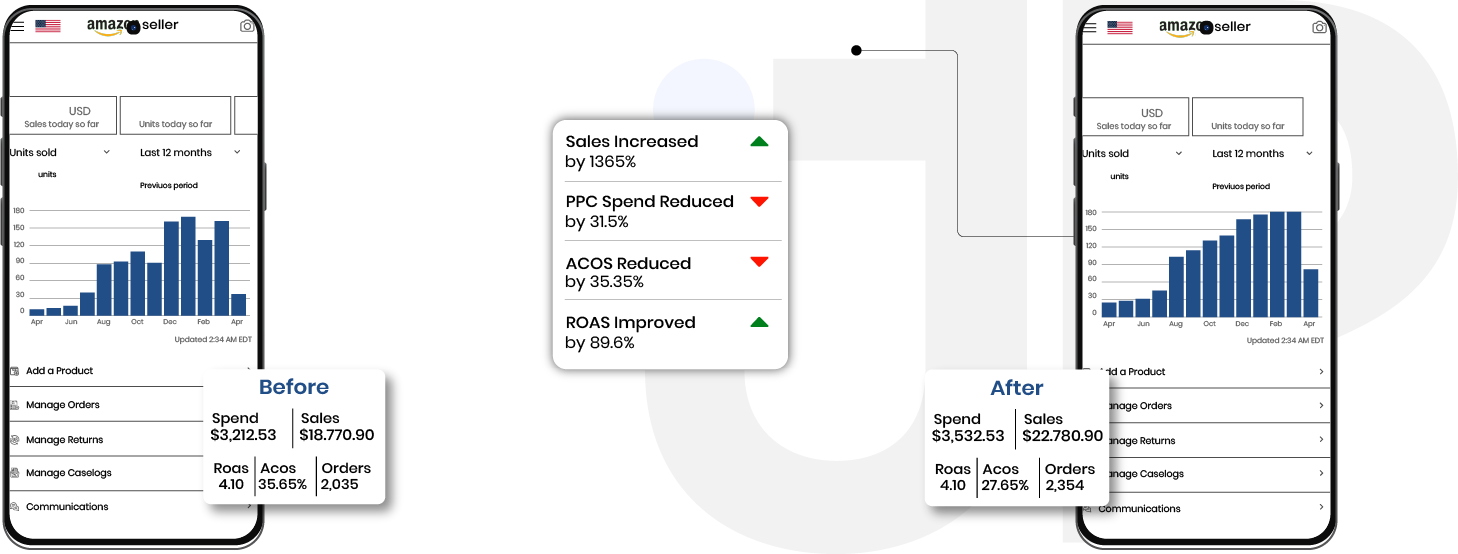 amazon seller
USD
Sales today so far
Units today so far
Units sold
Last 12 months
units
Previuos period
180
150
120
90
60
30
0
Apr Jun Aug Oct Dec Feb Apr
Updated 2:34 AM EDT
Add a Product
Manage Orders
Manage Returns
Manage Caselogs
Communications
Before
Spend Sales
$3,212.53 $18.770.90
Roas Acos Orders
4.10 35.65% 2,035
Sales Increased
by 1365%
PPC Spend Reduced
by 31.5%
ACOS Reduced
by 35.35%
ROAS Improved
by 89.6%
amazon seller
USD
Sales today so far
Units today so far
Units sold
Last 12 months
units
Previuos period
180
150
120
90
60
30
0
Apr Jun Aug Oct Dec Feb Apr
Updated 2:34 AM EDT
dd a Product
anage Orders
anage Returns
anage Caselogs
Communications
After
Spend Sales
$3,532.53 $22.780.90
Roas Acos Orders
4.10 27.65% 2,354